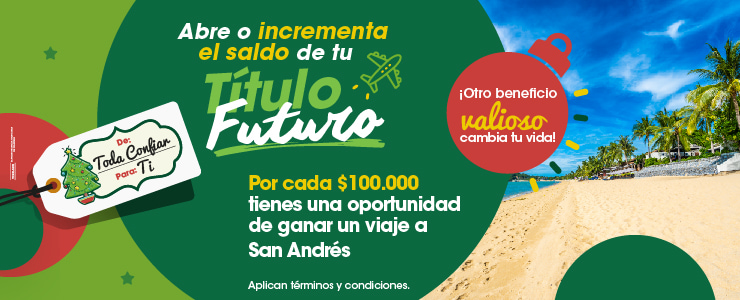 Abre o incrementa
el saldo de tu
Título
Futuro
De:
Toda Confiar
Para: Ti
¡Otro beneficio
valioso
cambia tu vida!
Por cada $100.000
tienes una oportunidad
de ganar un viaje a
San Andrés
Aplican términos y condiciones.